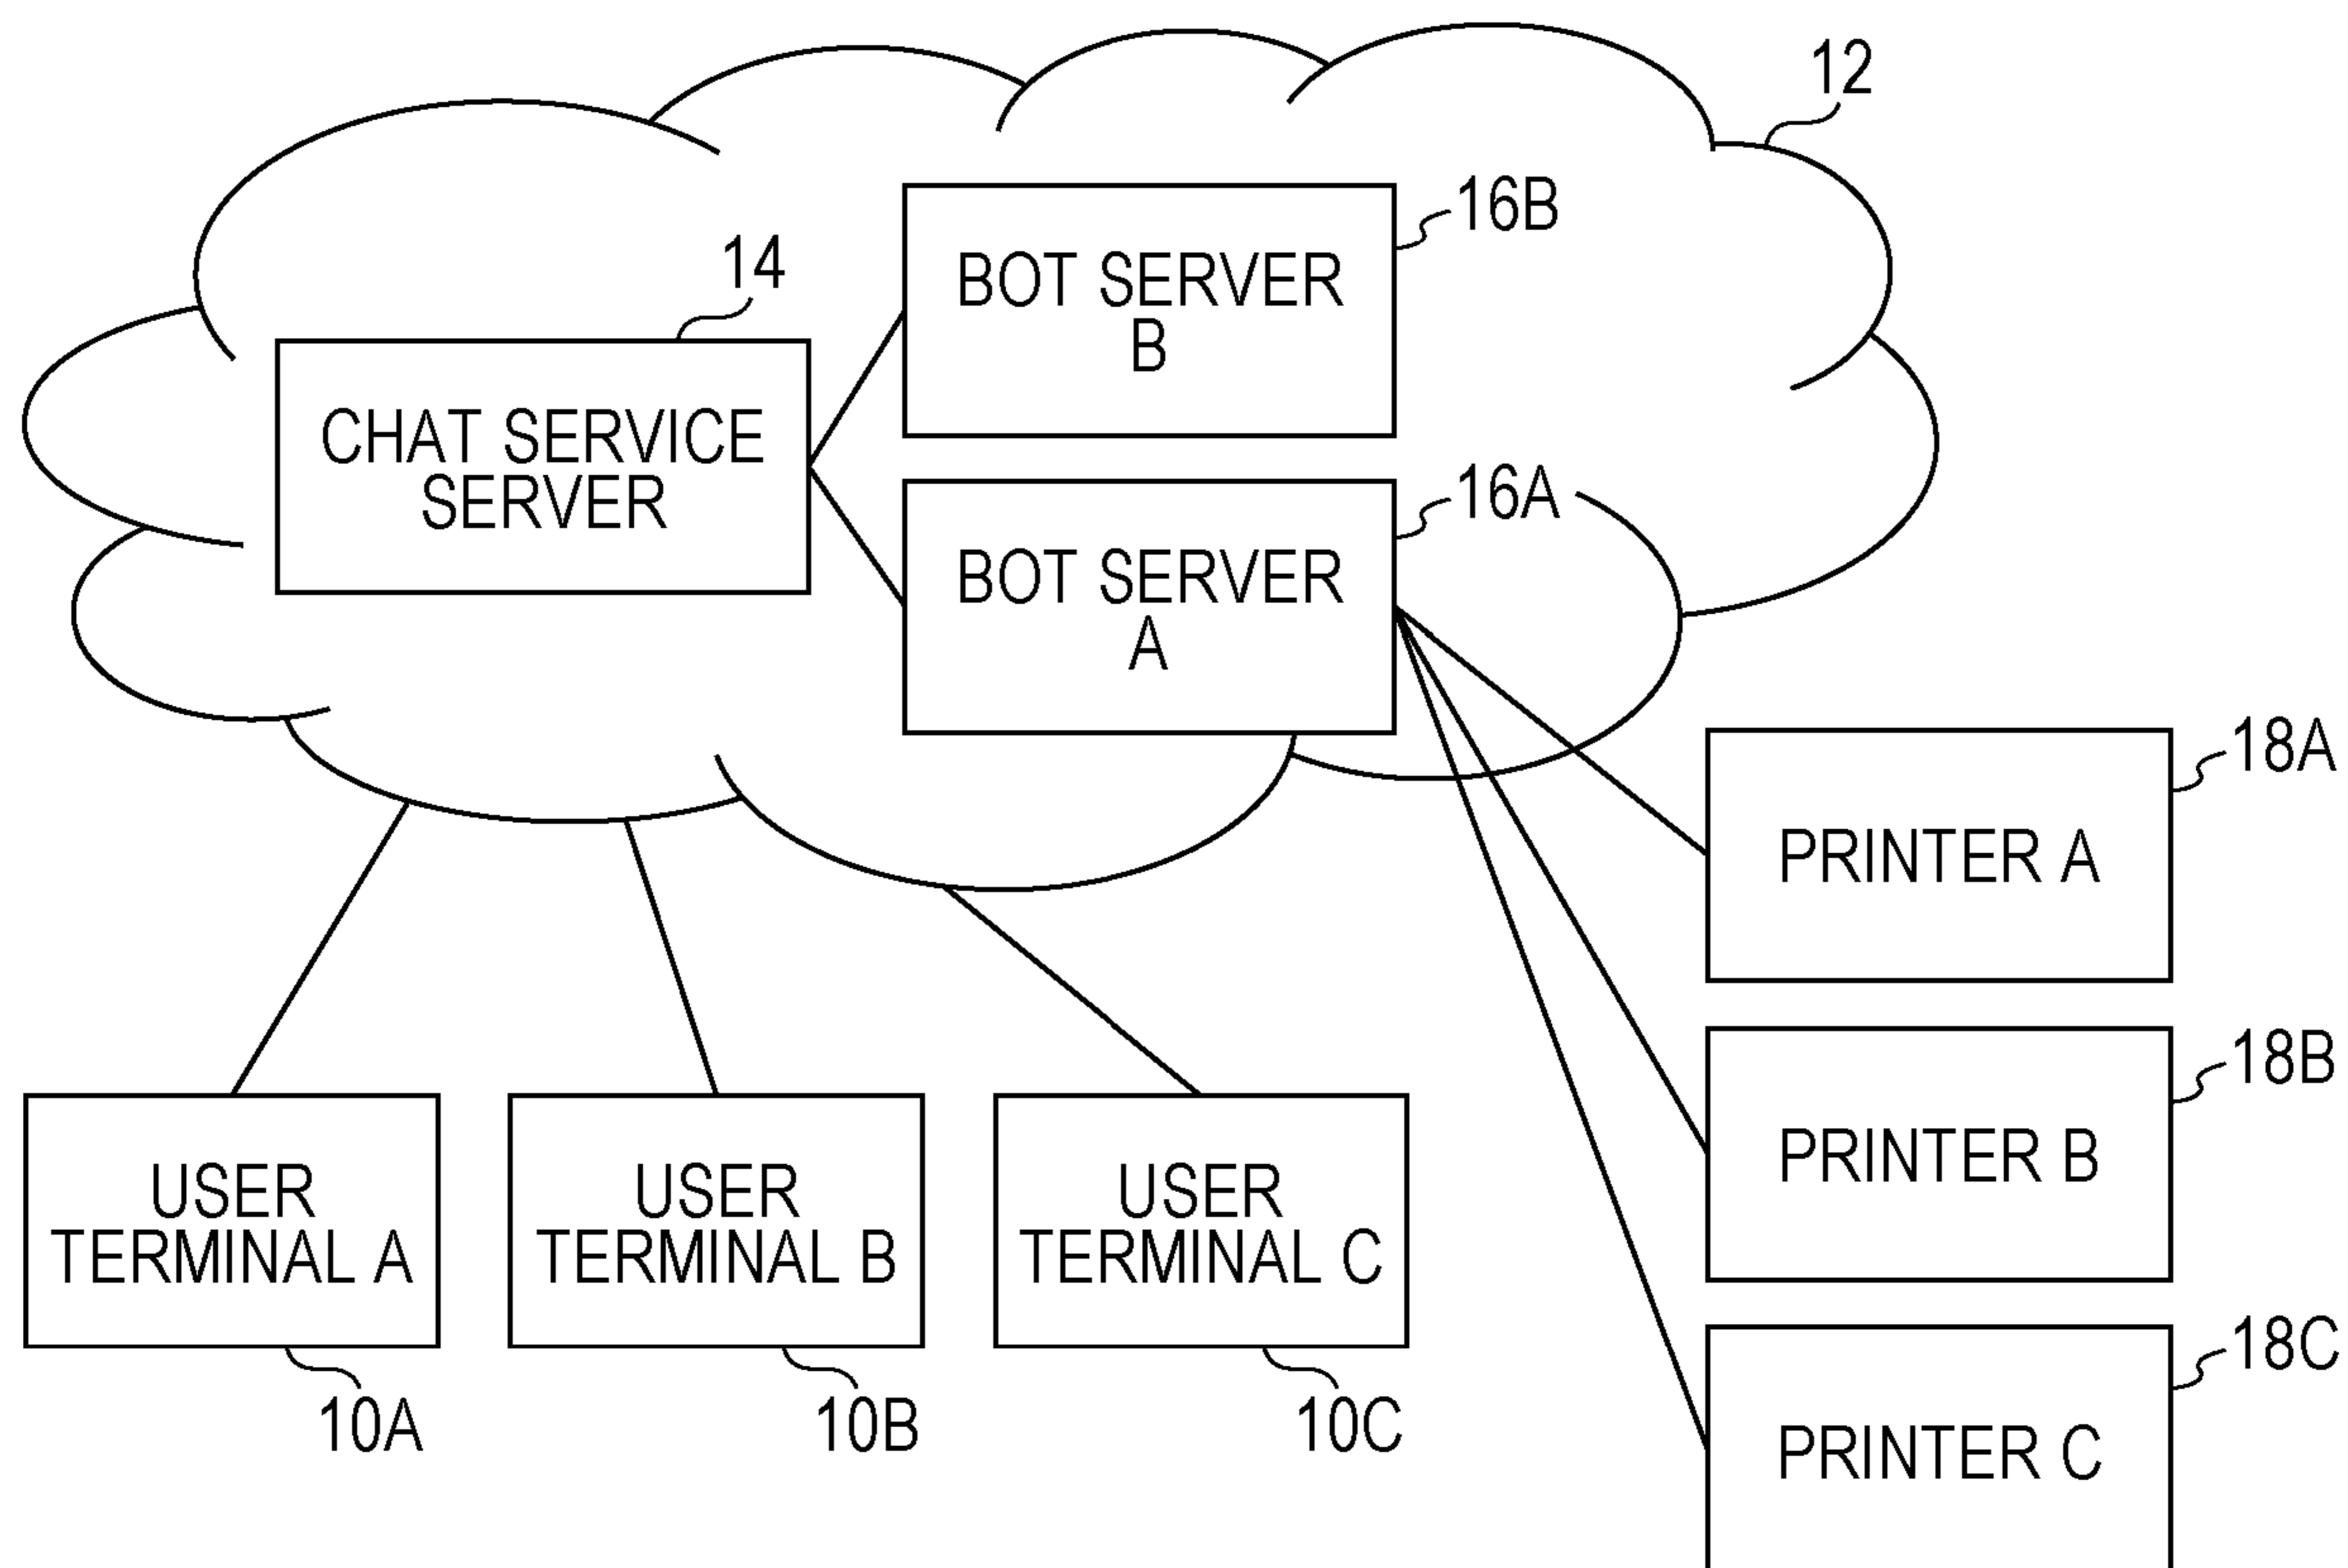 12
16B
BOT SERVER
B
14
CHAT SERVICE
SERVER
16A
BOT SERVER
A
18A
PRINTER A
18B
PRINTER B
USER
TERMINAL A
USER
TERMINAL B
USER
TERMINAL C
10A
10B
10C
18C
PRINTER C